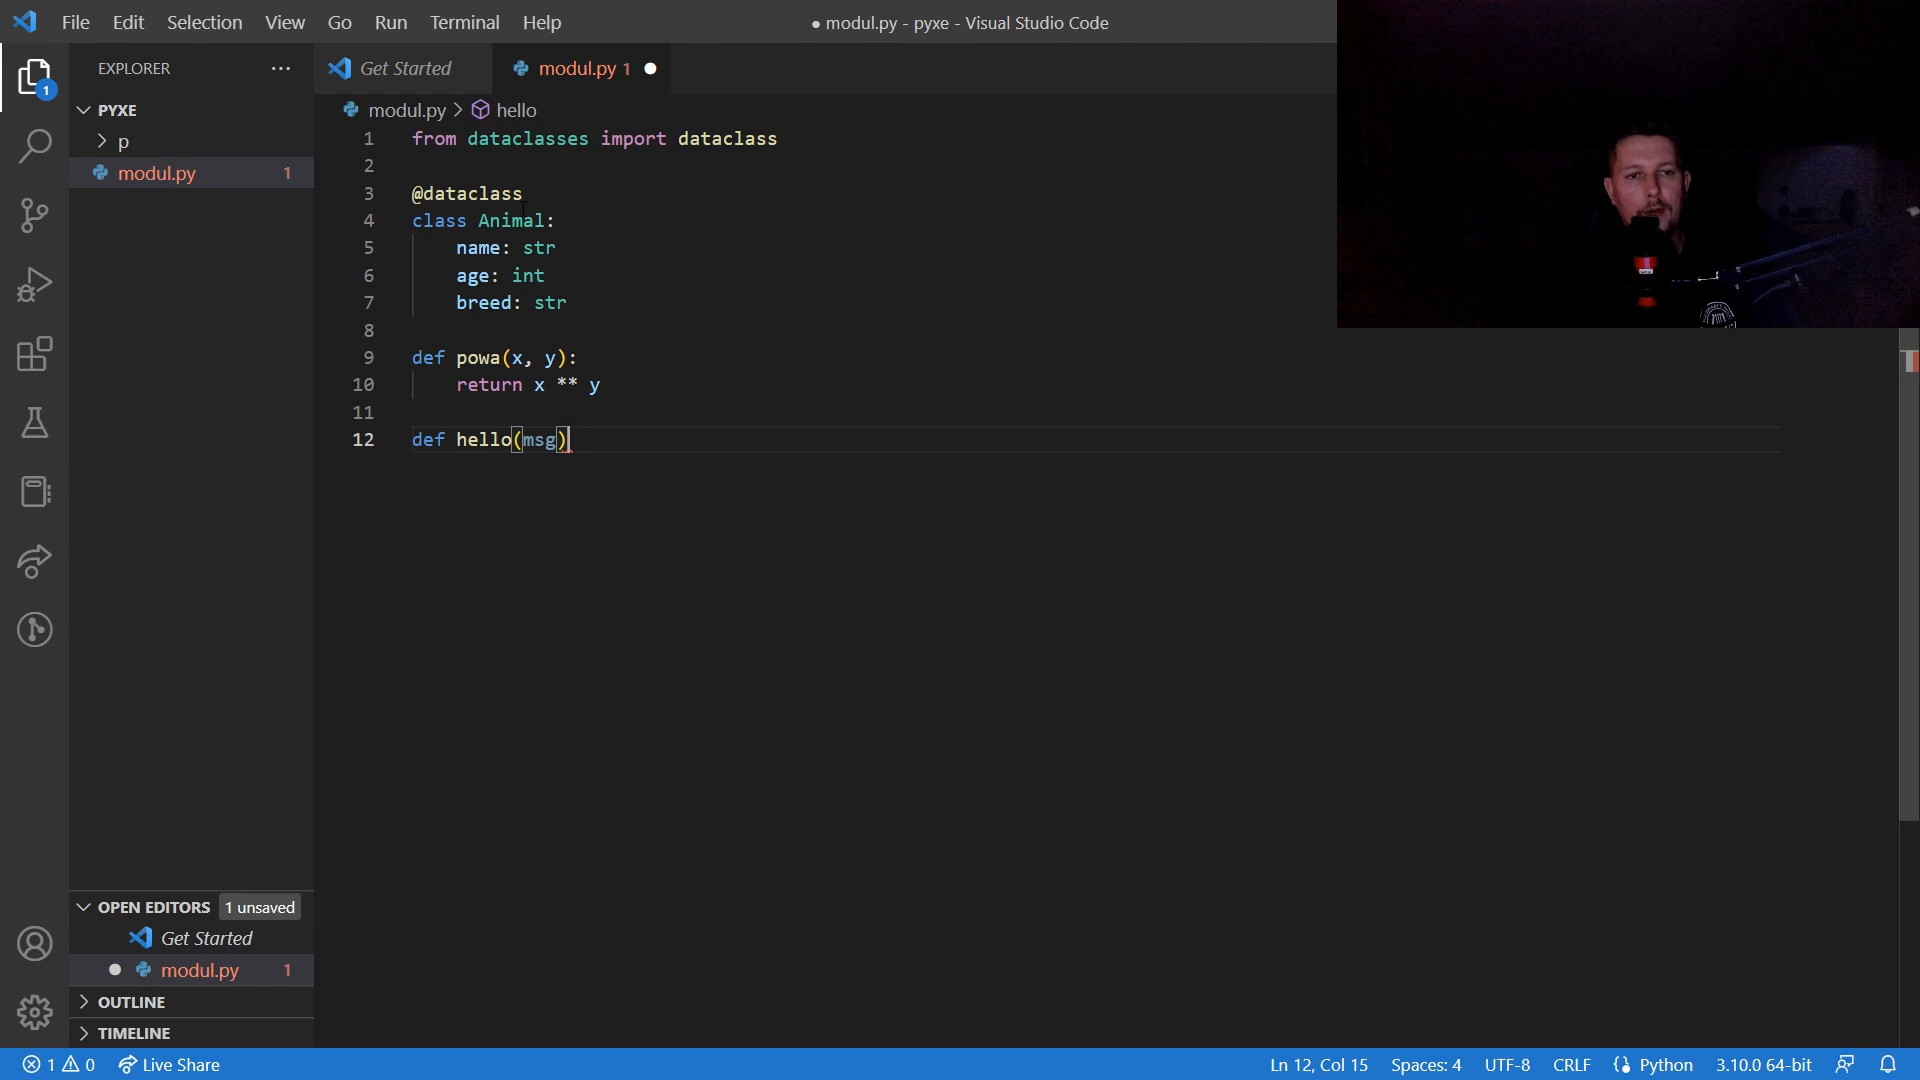 File Edit Selection View Go Run Terminal Help
● modul.py - pyxe - Visual Studio Code
EXPLORER ···
Get Started
modul.py 1 ●
1
PYXE
p
modul.py 1
modul.py > hello
1 from dataclasses import dataclass
2
3 @dataclass
4 class Animal:
5 name: str
6 age: int
7 breed: str
8
9 def powa(x, y):
10 return x ** y
11
12 def hello(msg)
OPEN EDITORS 1 unsaved
Get Started
● modul.py 1
OUTLINE
TIMELINE
1 0 Live Share
Ln 12, Col 15 Spaces: 4 UTF-8 CRLF Python 3.10.0 64-bit